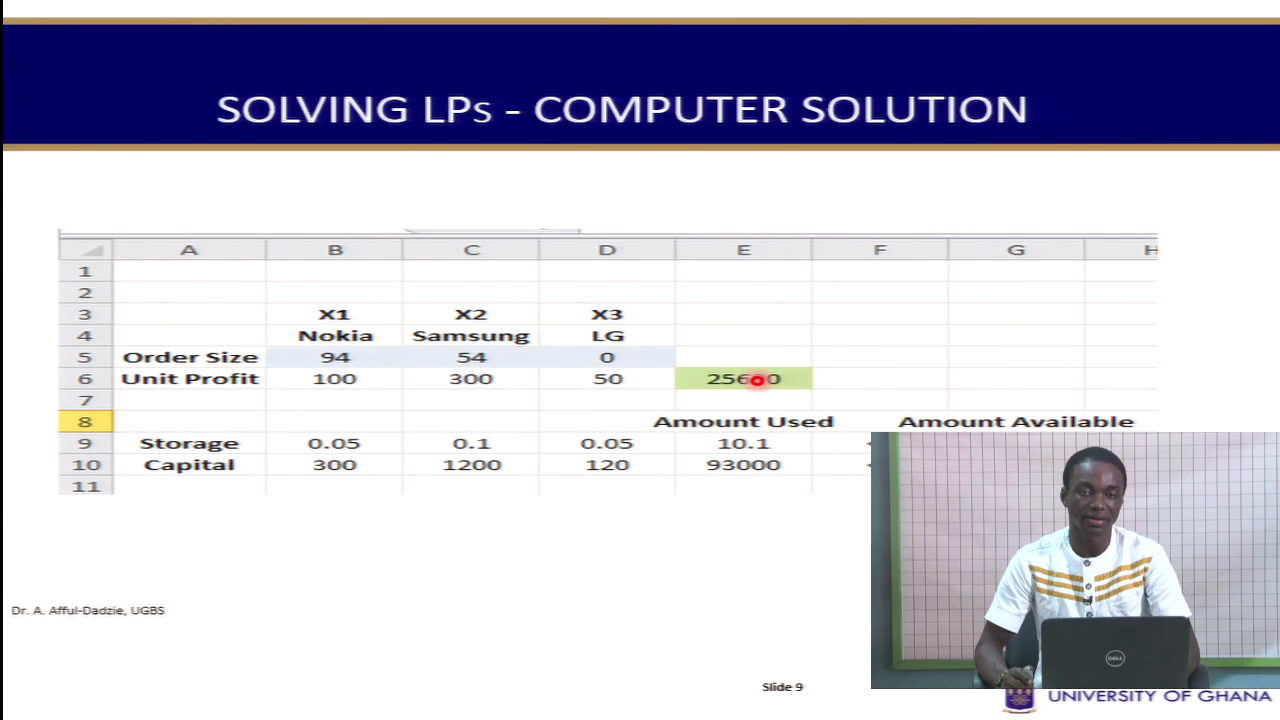 SOLVING LPs - COMPUTER SOLUTION
A B C D E F G H
1
2
3 X1 X2 X3
4 Nokia Samsung LG
5 Order Size 94 54 0
6 Unit Profit 100 300 50
7
8 Amount Used Amount Available
9 Storage 0.05 0.1 0.05 10.1
10 Capital 300 1200 120 93000
11
DELL
Dr. A. Afful-Dadzie, UGBS
Slide 9
UNIVERSITY OF GHANA